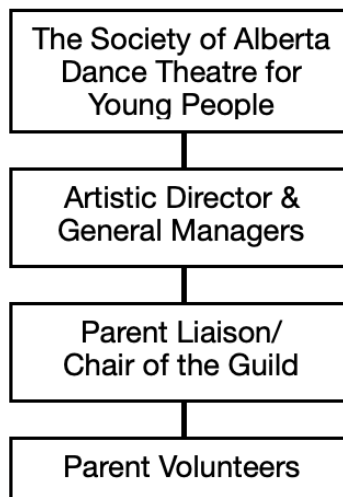 The Society of Alberta
Dance Theatre for
Young People
Artistic Director &
General Managers
Parent Liaison/
Chair of the Guild
Parent Volunteers